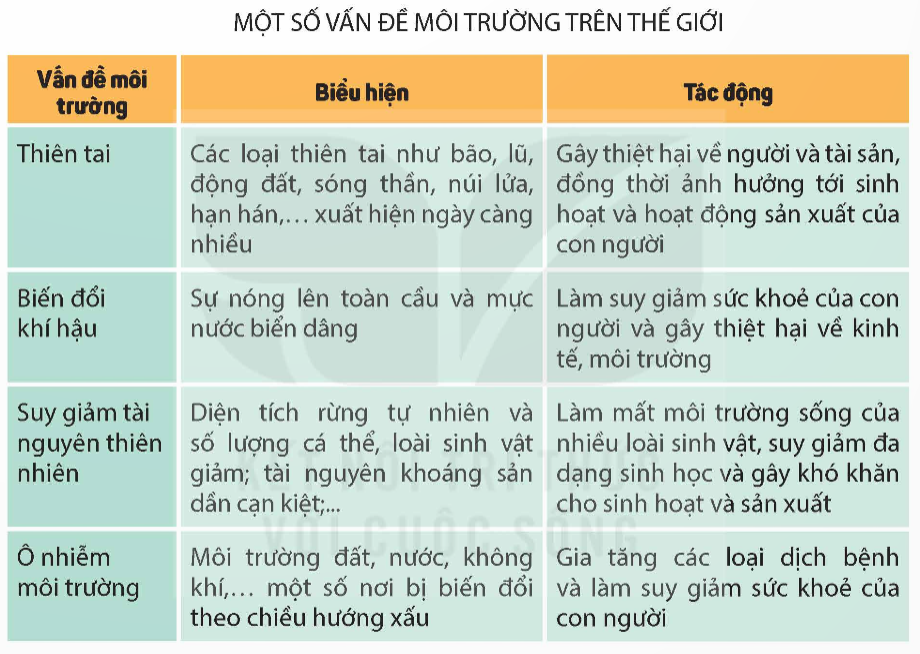 MỘT SỐ VẤN ĐỀ MÔI TRƯỜNG TRÊN THẾ GIỚI
Vấn đề môi
trường
Biểu hiện
Tác động
Thiên tai
Các loại thiên tai như bão, lũ,
động đất, sóng thần, núi lửa,
hạn hán,... xuất hiện ngày càng
nhiều
Gây thiệt hại về người và tài sản,
đồng thời ảnh hưởng tới sinh
hoạt và hoạt động sản xuất của
con người
Biến đổi
khí hậu
Sự nóng lên toàn cầu và mực
nước biển dâng
Làm suy giảm sức khoẻ của con
người và gây thiệt hại về kinh
tế, môi trường
Suy giảm tài
nguyên thiên
nhiên
Diện tích rừng tự nhiên và
số lượng cá thể, loài sinh vật
giảm; tài nguyên khoáng sản
dần cạn kiệt;...
Làm mất môi trường sống của
nhiều loài sinh vật, suy giảm đa
dạng sinh học và gây khó khăn
cho sinh hoạt và sản xuất
Ô nhiễm
môi trường
Môi trường đất, nước, không
khí,... một số nơi bị biến đổi
theo chiều hướng xấu
Gia tăng các loại dịch bệnh
và làm suy giảm sức khoẻ của
con người
KẾT NỐI TRI THỨC
VỚI CUỘC SỐNG